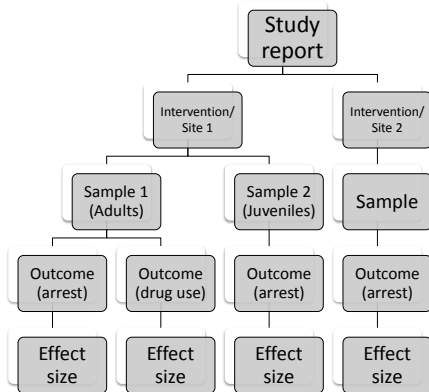 Study
report
Intervention/
Site 1
Intervention/
Site 2
Sample 1
(Adults)
Sample 2
(Juveniles)
Sample
Outcome
(arrest)
Outcome
(drug use)
Outcome
(arrest)
Outcome
(arrest)
Effect
size
Effect
size
Effect
size
Effect
size